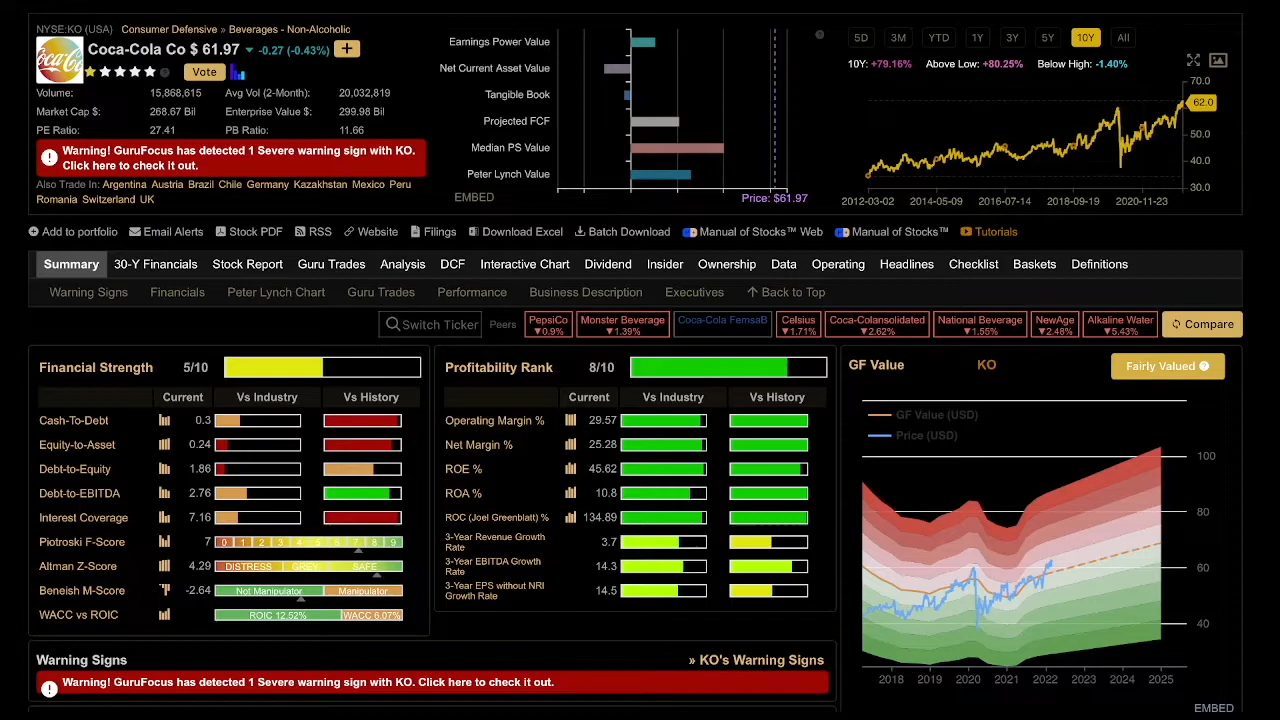 NYSE:KO (USA) Consumer Defensive » Beverages - Non-Alcoholic
Coca-Cola Co $ 61.97 -0.27 (-0.43%) +
Vote
Volume: 15,868,615 Avg Vol (2-Month): 20,032,819
Market Cap $: 268.67 Bil Enterprise Value $: 299.98 Bil
PE Ratio: 27.41 PB Ratio: 11.66
Warning! GuruFocus has detected 1 Severe warning sign with KO.
Click here to check it out.
Also Trade In: Argentina Austria Brazil Chile Germany Kazakhstan Mexico Peru
Romania Switzerland UK
Earnings Power Value
Net Current Asset Value
Tangible Book
Projected FCF
Median PS Value
Peter Lynch Value
EMBED
Price: $61.97
5D 3M YTD 1Y 3Y 5Y 10Y All
10Y: +79.16% Above Low: +80.25% Below High: -1.40%
70.0
62.0
50.0
40.0
30.0
2012-03-02 2014-05-09 2016-07-14 2018-09-19 2020-11-23
Add to portfolio Email Alerts Stock PDF RSS Website Filings Download Excel Batch Download Manual of Stocks™ Web Manual of Stocks™ Tutorials
Summary 30-Y Financials Stock Report Guru Trades Analysis DCF Interactive Chart Dividend Insider Ownership Data Operating Headlines Checklist Baskets Definitions
Warning Signs Financials Peter Lynch Chart Guru Trades Performance Business Description Executives Back to Top
Switch Ticker Peers PepsiCo ▼0.9% Monster Beverage ▼1.39% Coca-Cola FemsaB Celsius ▼1.71% Coca-Colansolidated ▼2.62% National Beverage ▼1.55% NewAge ▼2.48% Alkaline Water ▼5.43% Compare
Financial Strength 5/10
Current Vs Industry Vs History
Cash-To-Debt 0.3
Equity-to-Asset 0.24
Debt-to-Equity 1.86
Debt-to-EBITDA 2.76
Interest Coverage 7.16
Piotroski F-Score 7 0 1 2 3 4 5 6 7 8 9
Altman Z-Score 4.29 DISTRESS GREY SAFE
Beneish M-Score -2.64 Not Manipulator Manipulator
WACC vs ROIC ROIC 12.52% WACC 6.07%
Profitability Rank 8/10
Current Vs Industry Vs History
Operating Margin % 29.57
Net Margin % 25.28
ROE % 45.62
ROA % 10.8
ROC (Joel Greenblatt) % 134.89
3-Year Revenue Growth
Rate 3.7
3-Year EBITDA Growth
Rate 14.3
3-Year EPS without NRI
Growth Rate 14.5
GF Value KO Fairly Valued
GF Value (USD)
Price (USD)
100
80
60
40
2018 2019 2020 2021 2022 2023 2024 2025
EMBED
Warning Signs » KO's Warning Signs
Warning! GuruFocus has detected 1 Severe warning sign with KO. Click here to check it out.